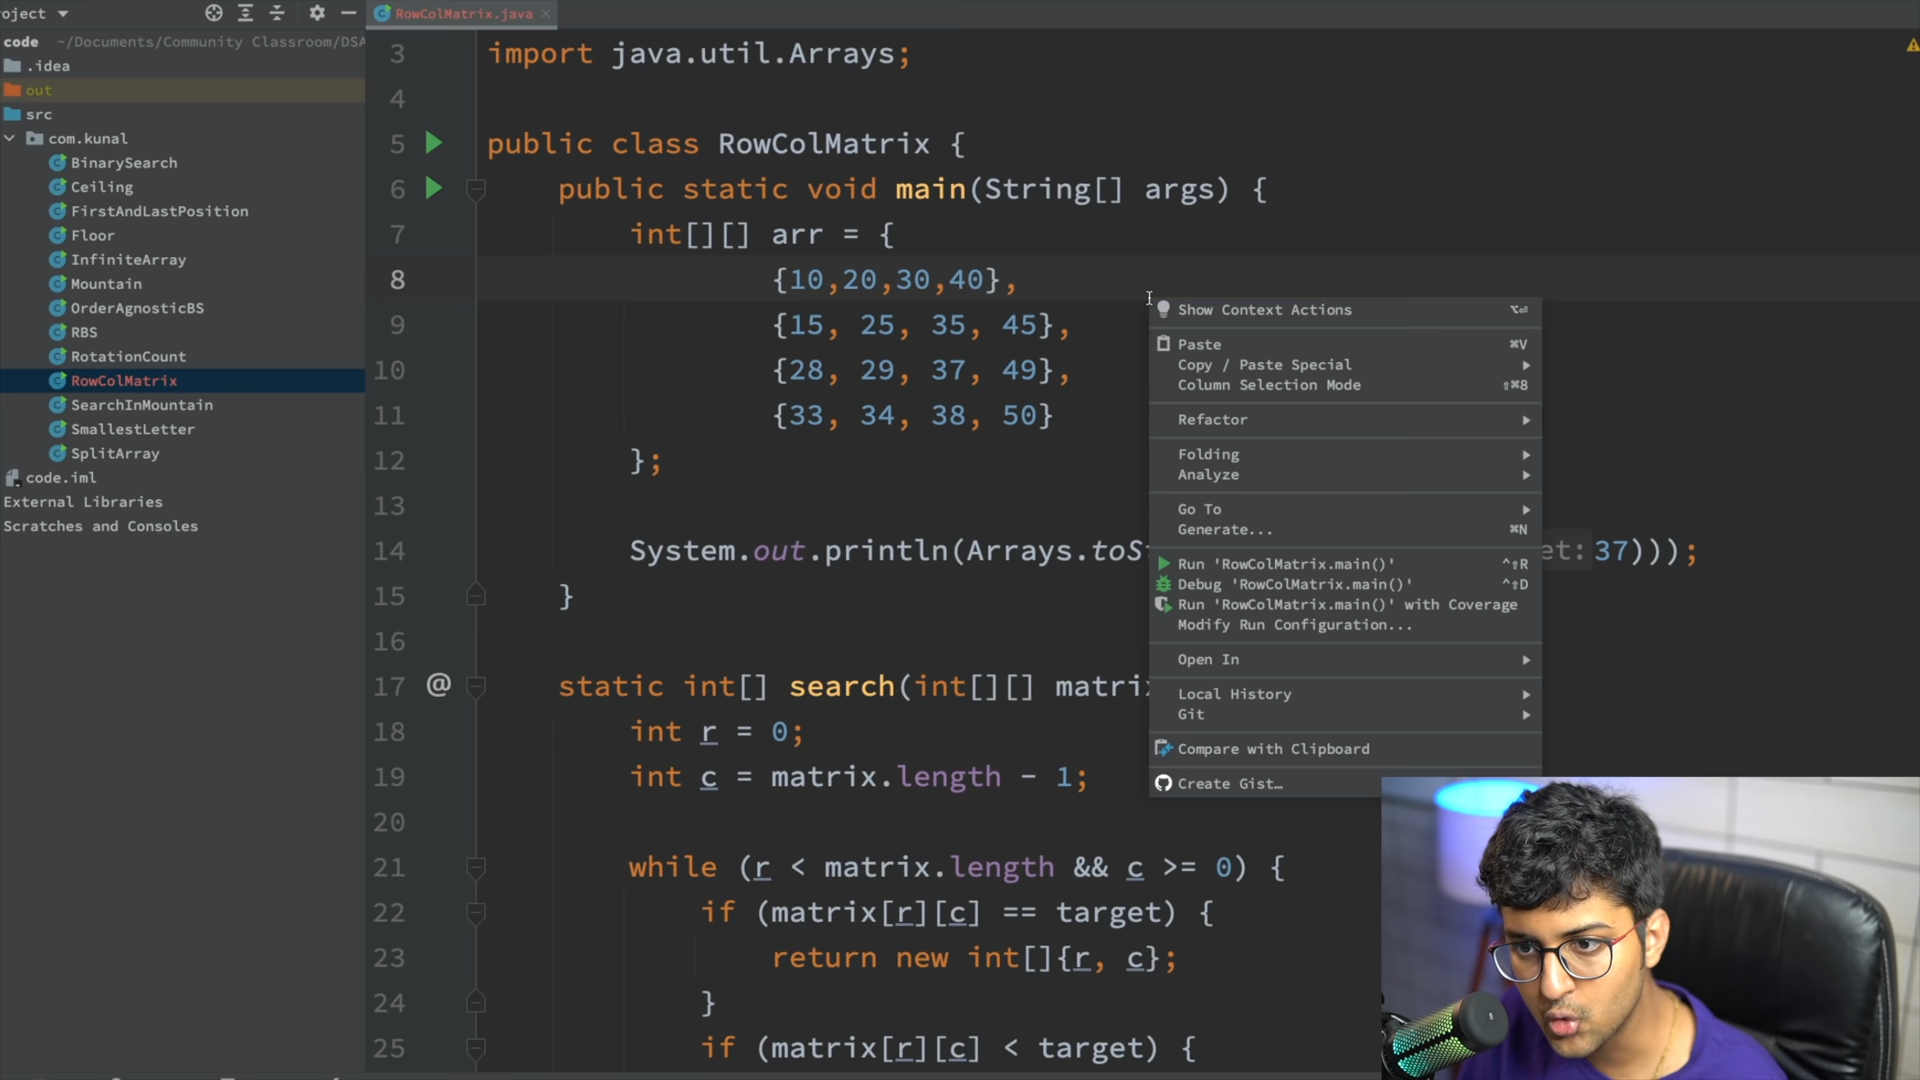 oject
code ~/Documents/Community Classroom/DSA
.idea
out
src
com.kunal
BinarySearch
Ceiling
FirstAndLastPosition
Floor
InfiniteArray
Mountain
OrderAgnosticBS
RBS
RotationCount
RowColMatrix
SearchInMountain
SmallestLetter
SplitArray
code.iml
External Libraries
Scratches and Consoles
RowColMatrix.java
3 import java.util.Arrays;
4
5 public class RowColMatrix {
6 public static void main(String[] args) {
7 int[][] arr = {
8 {10,20,30,40},
9 {15, 25, 35, 45},
10 {28, 29, 37, 49},
11 {33, 34, 38, 50}
12 };
13
14 System.out.println(Arrays.toSt et: 37)));
15 }
16
17 @ static int[] search(int[][] matrix
18 int r = 0;
19 int c = matrix.length - 1;
20
21 while (r < matrix.length && c >= 0) {
22 if (matrix[r][c] == target) {
23 return new int[]{r, c};
24 }
25 if (matrix[r][c] < target) {
Show Context Actions ⌥⏎
Paste ⌘V
Copy / Paste Special
Column Selection Mode ⇧⌘8
Refactor
Folding
Analyze
Go To
Generate... ⌘N
Run 'RowColMatrix.main()' ^⇧R
Debug 'RowColMatrix.main()' ^⇧D
Run 'RowColMatrix.main()' with Coverage
Modify Run Configuration...
Open In
Local History
Git
Compare with Clipboard
Create Gist...